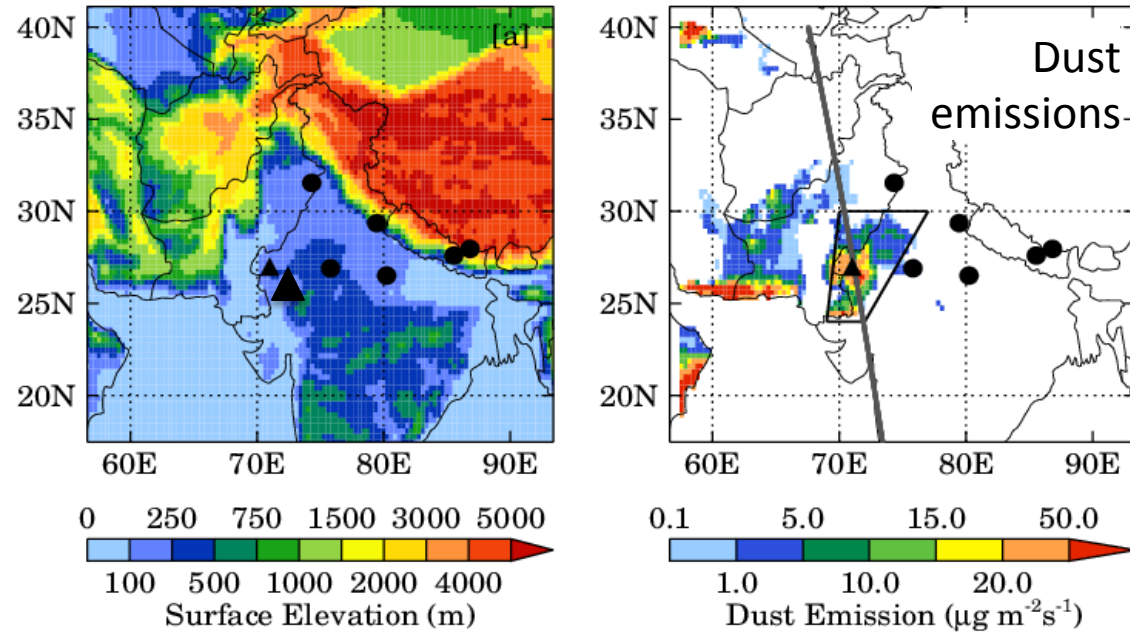 [a]
40N
35N
30N
25N
20N
60E 70E 80E 90E
0 250 750 1500 3000 5000
100 500 1000 2000 4000
Surface Elevation (m)
Dust
emissions
40N
35N
30N
25N
20N
60E 70E 80E 90E
0.1 5.0 15.0 50.0
1.0 10.0 20.0
Dust Emission (μg m⁻²s⁻¹)